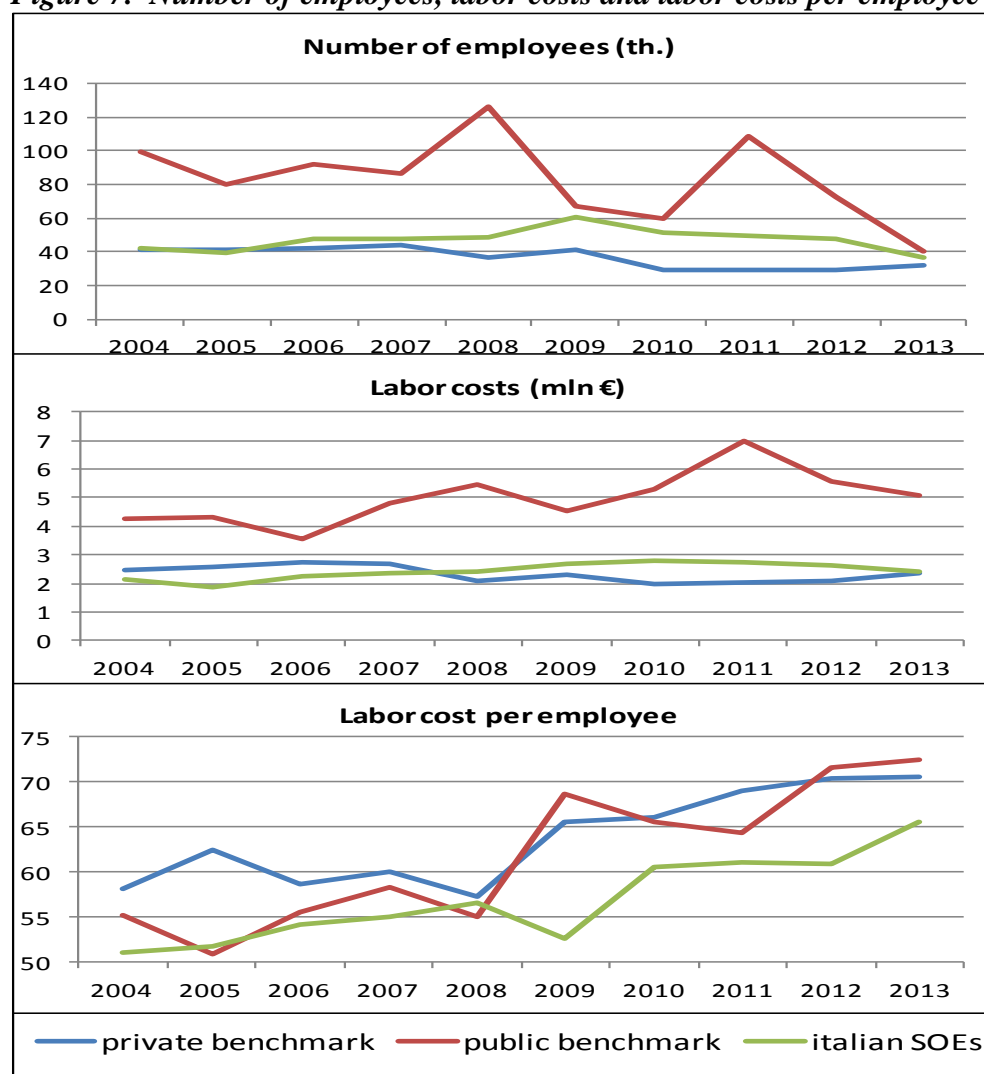 Figure 7. Number of employees, labor costs and labor costs per employee
Number of employees (th.)
140
120
100
80
60
40
20
0
2004 2005 2006 2007 2008 2009 2010 2011 2012 2013
Labor costs (mln €)
8
7
6
5
4
3
2
1
0
2004 2005 2006 2007 2008 2009 2010 2011 2012 2013
Labor cost per employee
75
70
65
60
55
50
2004 2005 2006 2007 2008 2009 2010 2011 2012 2013
private benchmark public benchmark italian SOEs